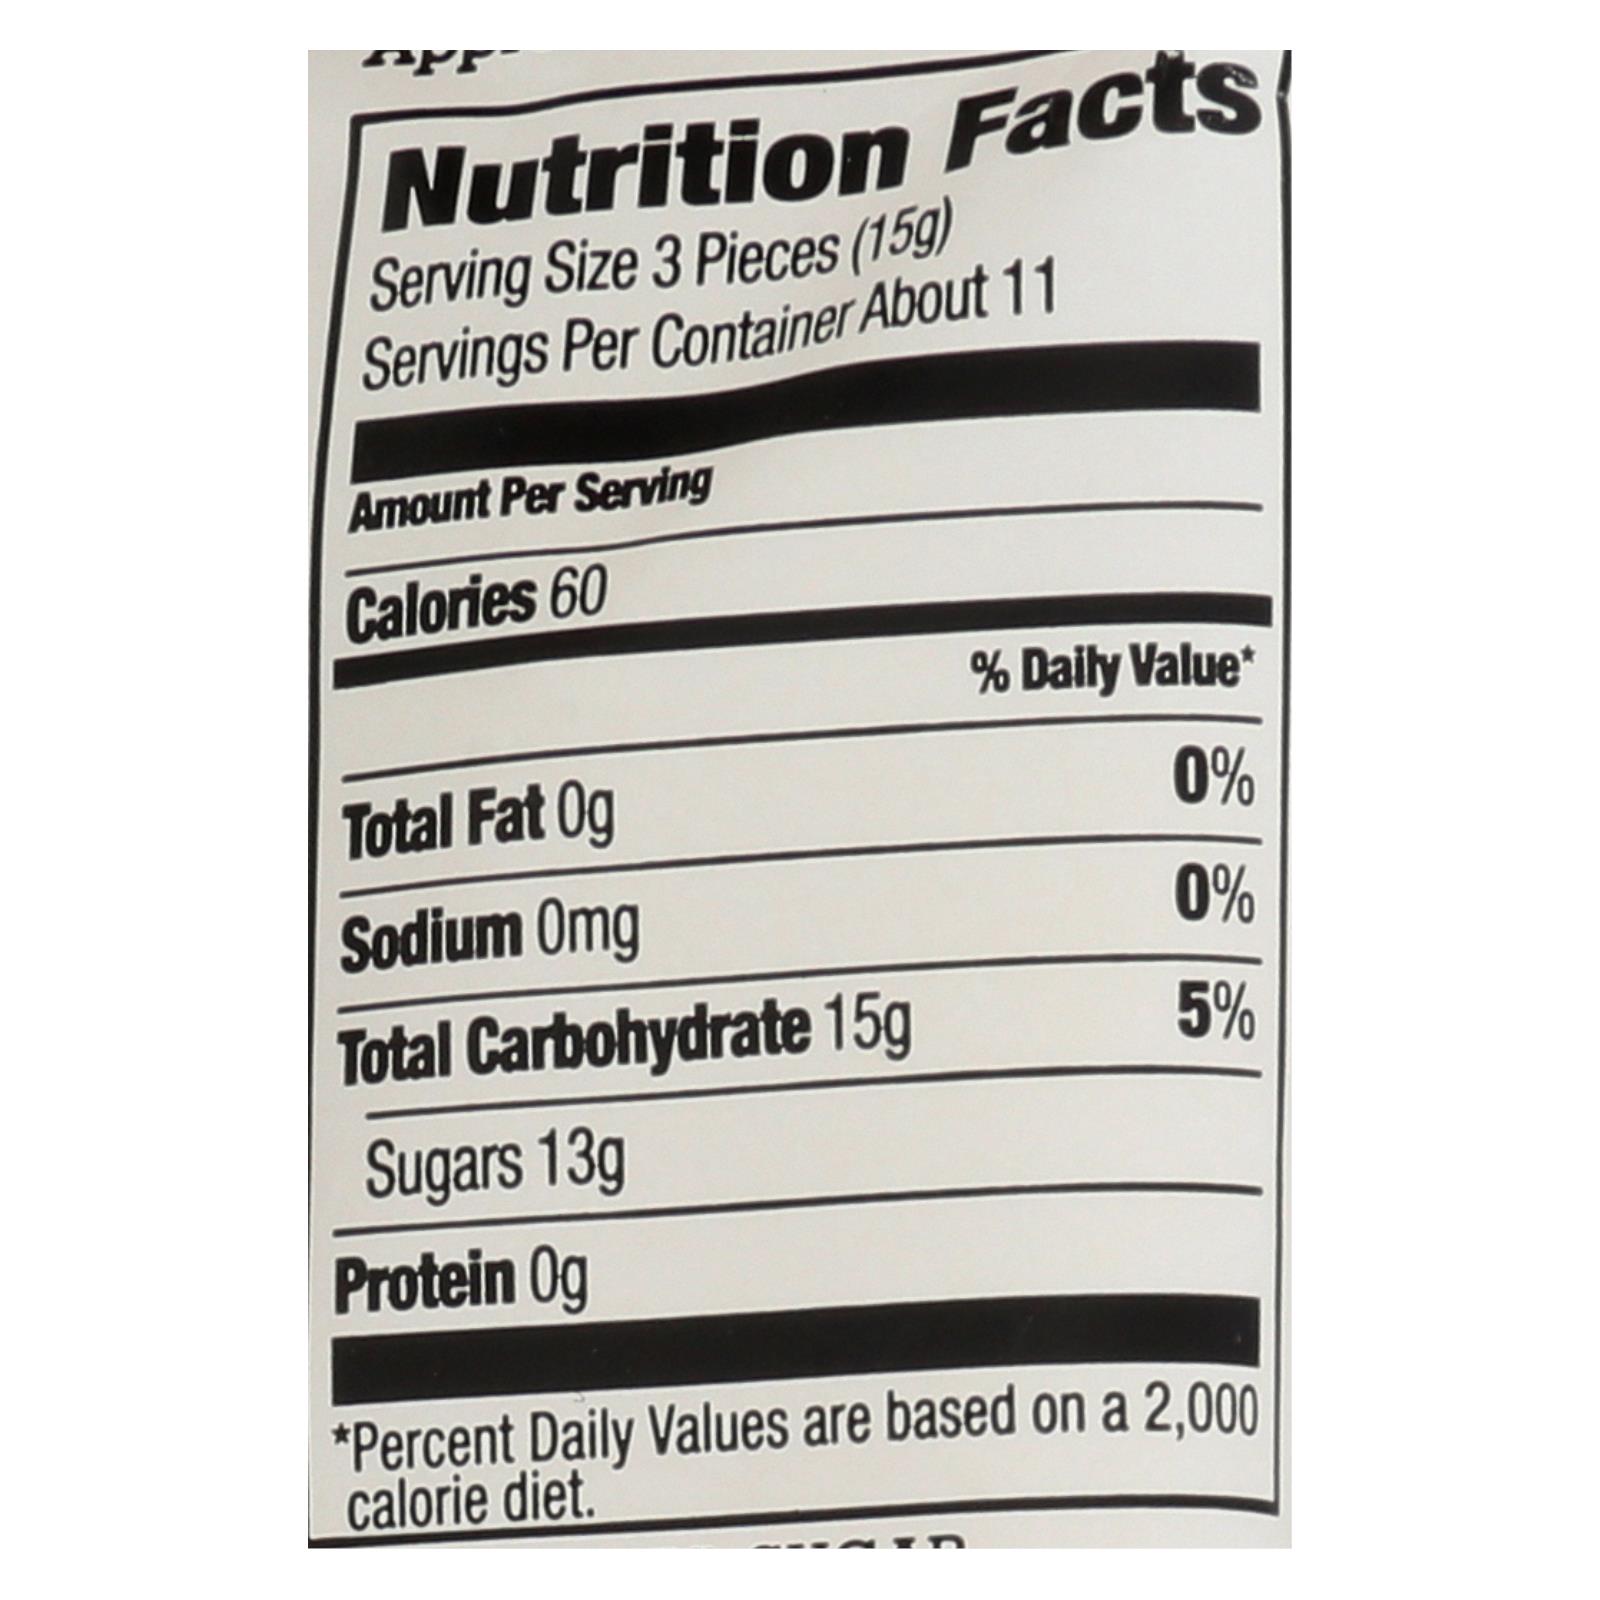 Nutrition Facts
Serving Size 3 Pieces (15g)
Servings Per Container About 11
Amount Per Serving
Calories 60
% Daily Value*
Total Fat 0g 0%
Sodium 0mg 0%
Total Carbohydrate 15g 5%
Sugars 13g
Protein 0g
*Percent Daily Values are based on a 2,000
calorie diet.